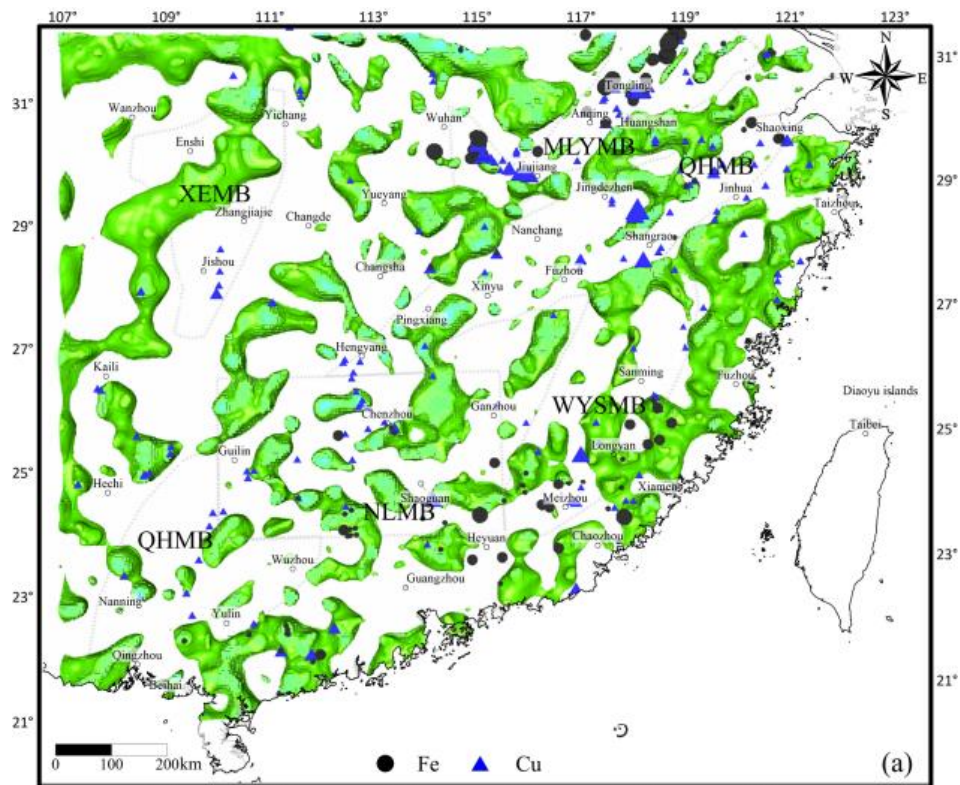 107° 109° 111° 113° 115° 117° 119° 121° 123°
N
W E
S
31° 31°
Tongling
Wanzhou
Yichang
Wuhan
Anqing
Huangshan
Shaoxing
Enshi
MLYMB
29° 29°
XEMB
Jiujiang
QHMB
Yueyang
Jingdezhen
Jinhua
Zhangjiajie
Changde
Taizhou
Nanchang
Shangrao
Jishou
Changsha
Fuzhou
Xinyu
Pingxiang
27° 27°
Hengyang
Kaili
Sanming
Fuzhou
Diaoyu islands
Chenzhou
Ganzhou
WYSMB
Taibei
Guilin
Longyan
25° 25°
Hechi
Shaoguan
Meizhou
Xiamen
NLMB
QHMB
Heyuan
Chaozhou
Wuzhou
Guangzhou
23° 23°
Nanning
Yulin
Qingzhou
Beihai
21° 21°
0 100 200km
Fe Cu (a)